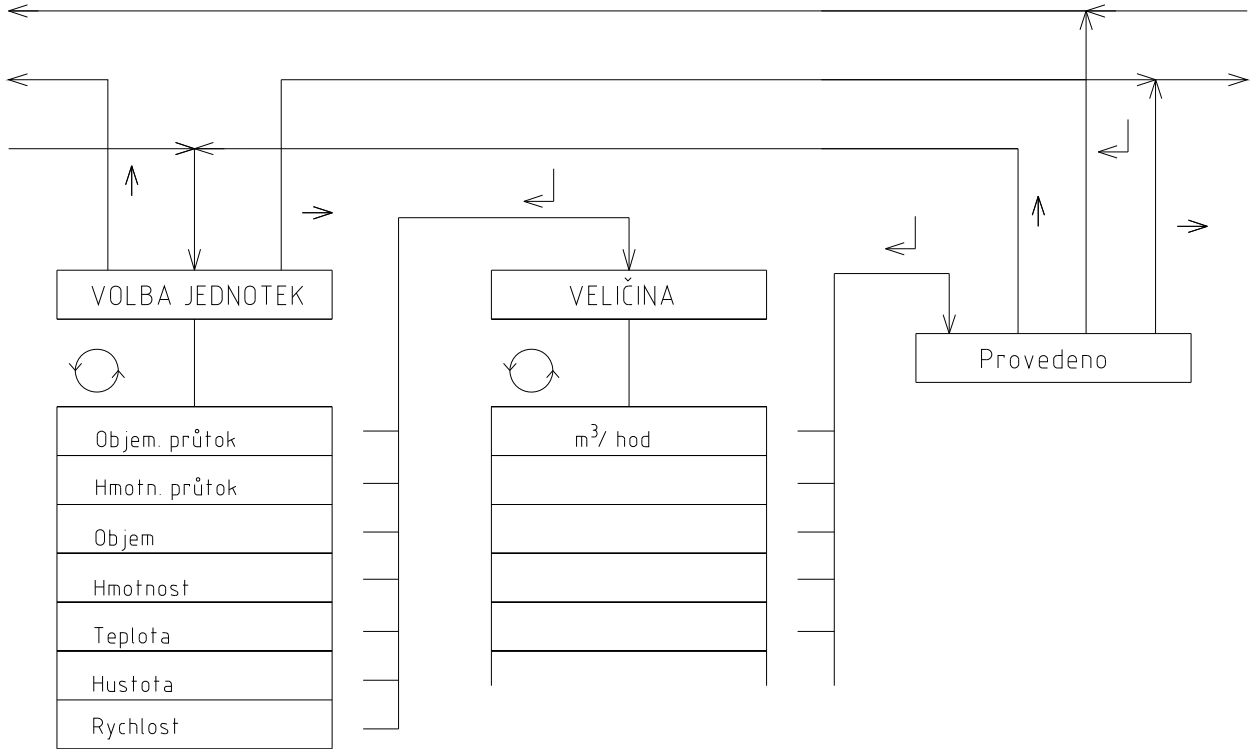 VOLBA JEDNOTEK
VELIČINA
Provedeno
Objem. průtok
m³/ hod
Hmotn. průtok
Objem
Hmotnost
Teplota
Hustota
Rychlost